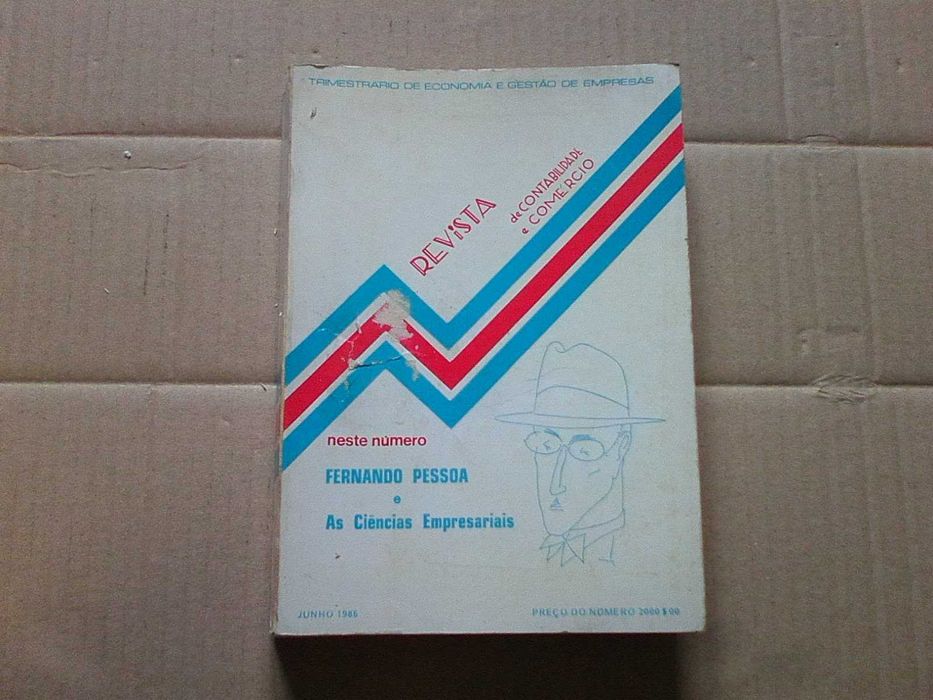 TRIMESTRÁRIO DE ECONOMIA E GESTÃO DE EMPRESAS
REViSTA
de CONTABILIDADE
e COMÉRCIO
neste número
FERNANDO PESSOA
e
As Ciências Empresariais
JUNHO 1986
PREÇO DO NÚMERO 2000$00